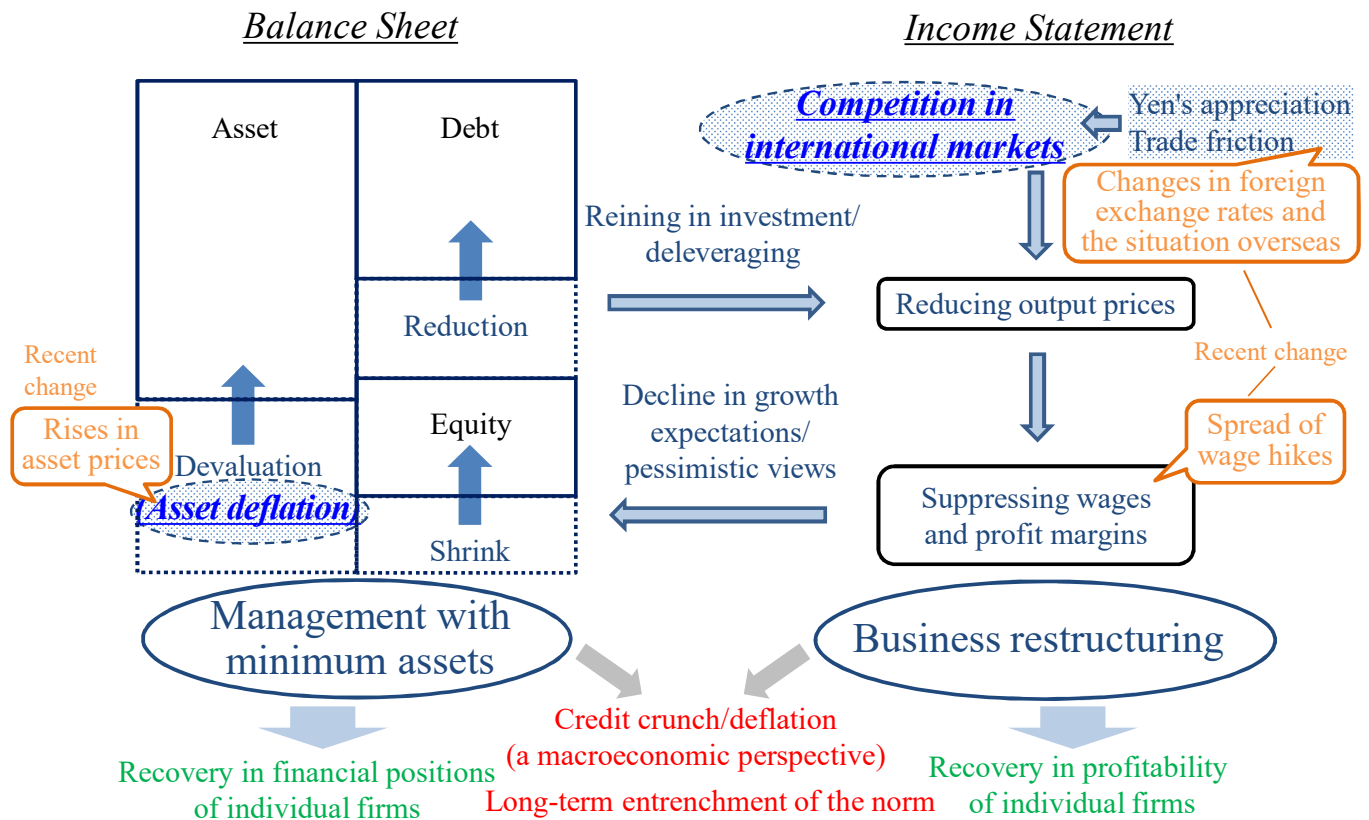 Balance Sheet
Income Statement
Asset
Debt
Competition in
international markets
Yen's appreciation
Trade friction
Changes in foreign
exchange rates and
the situation overseas
Reining in investment/
deleveraging
Reducing output prices
Reduction
Recent
change
Recent change
Rises in
asset prices
Devaluation
(Asset deflation)
Equity
Shrink
Decline in growth
expectations/
pessimistic views
Spread of
wage hikes
Suppressing wages
and profit margins
Management with
minimum assets
Business restructuring
Credit crunch/deflation
(a macroeconomic perspective)
Long-term entrenchment of the norm
Recovery in financial positions
of individual firms
Recovery in profitability
of individual firms